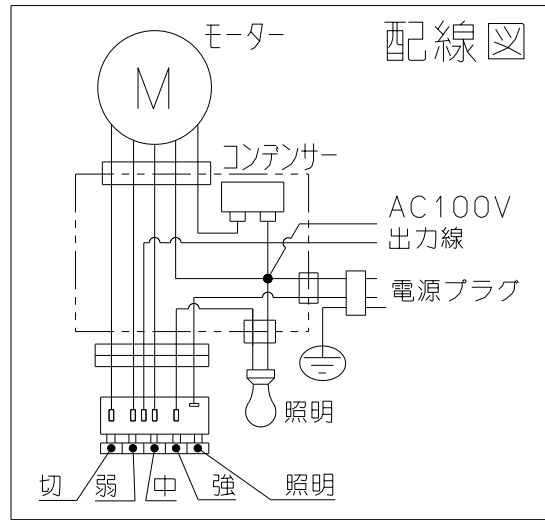 配線図
モーター
M
コンデンサー
AC100V
出力線
電源プラグ
照明
切
弱
中
強
照明